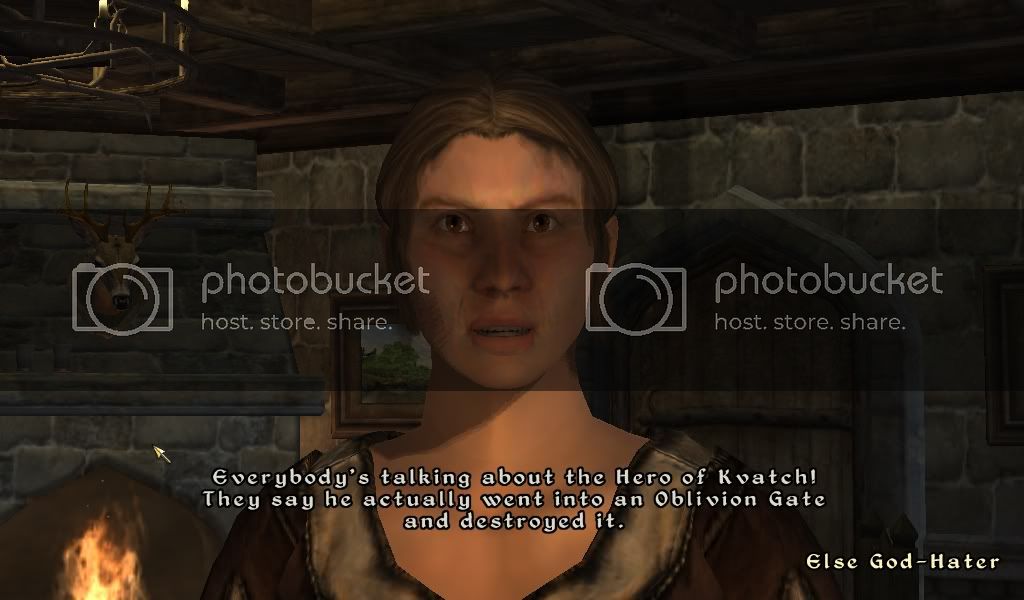 photobucket
host. store. share.
photobucket
host. store. share.
Everybody's talking about the Hero of Kvatch!
They say he actually went into an Oblivion Gate
and destroyed it.
Else God-Hater